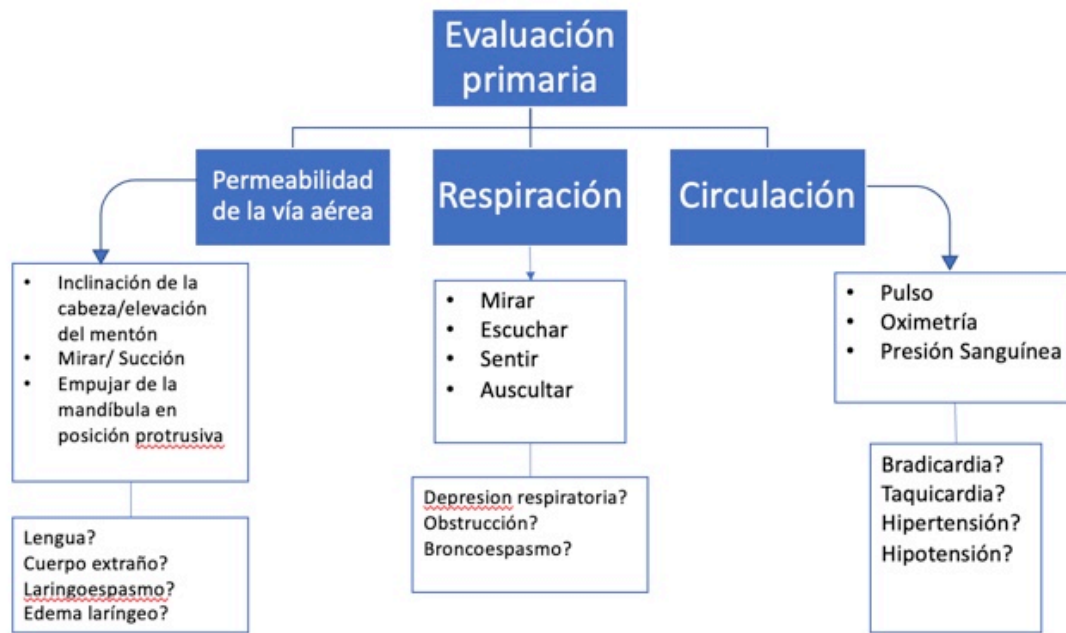 Evaluación
primaria
Permeabilidad
de la vía aérea
Respiración
Circulación
• Inclinación de la
cabeza/elevación
del mentón
• Mirar/ Succión
• Empujar de la
mandíbula en
posición protrusiva
• Mirar
• Escuchar
• Sentir
• Auscultar
• Pulso
• Oximetría
• Presión Sanguínea
Lengua?
Cuerpo extraño?
Laringoespasmo?
Edema laríngeo?
Depresion respiratoria?
Obstrucción?
Broncoespasmo?
Bradicardia?
Taquicardia?
Hipertensión?
Hipotensión?